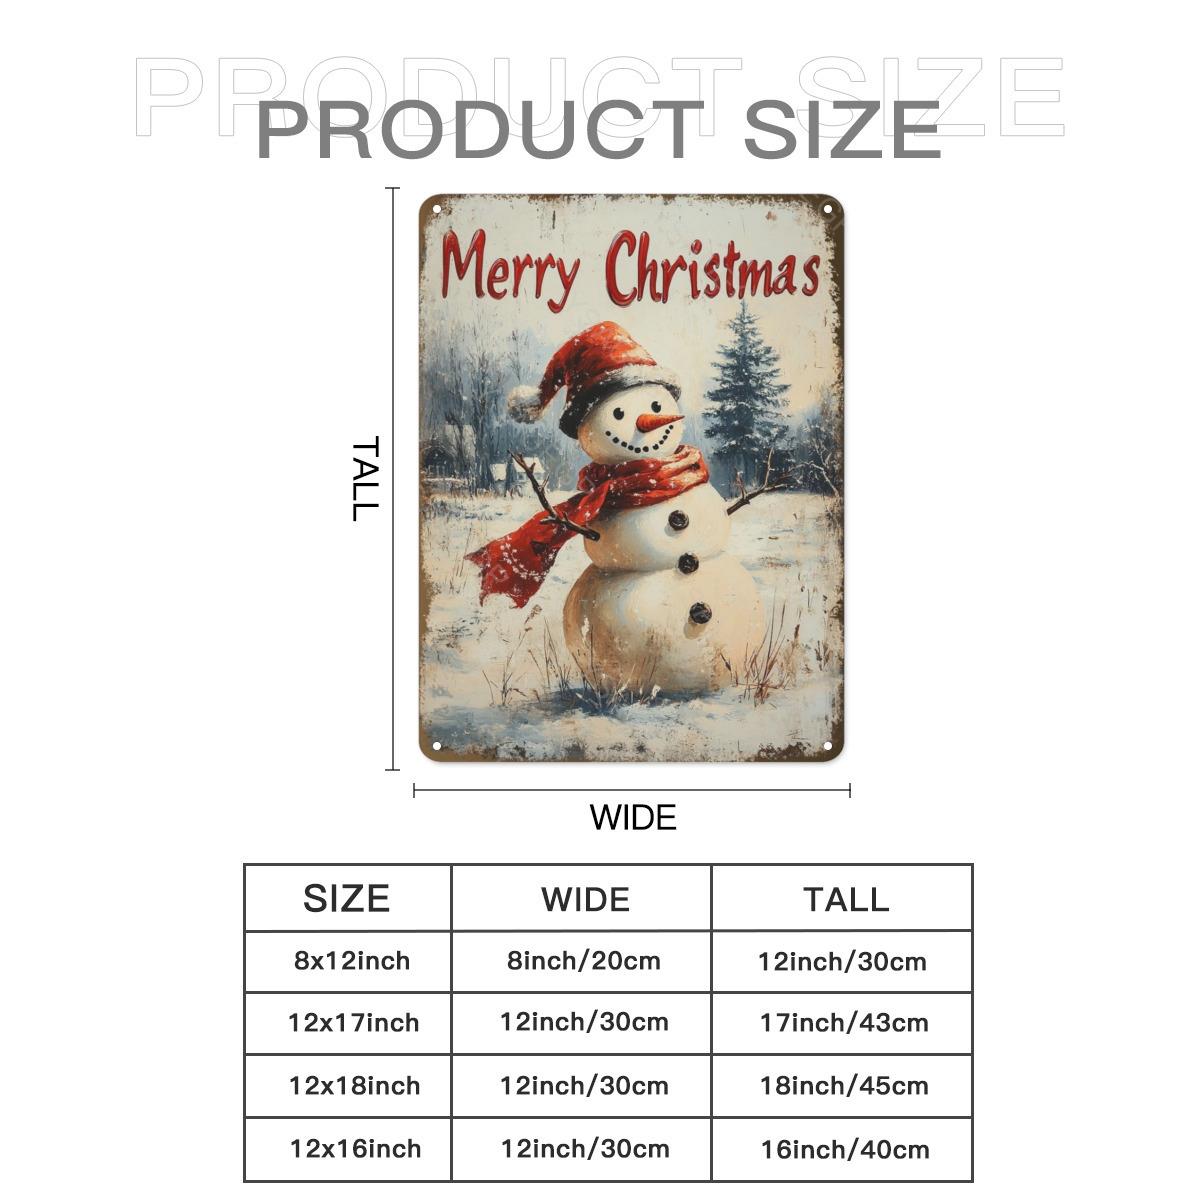 PRODUCT SIZE
PRODUCT SIZE
Merry Christmas
TALL
WIDE
SIZE WIDE TALL
8x12inch 8inch/20cm 12inch/30cm
12x17inch 12inch/30cm 17inch/43cm
12x18inch 12inch/30cm 18inch/45cm
12x16inch 12inch/30cm 16inch/40cm